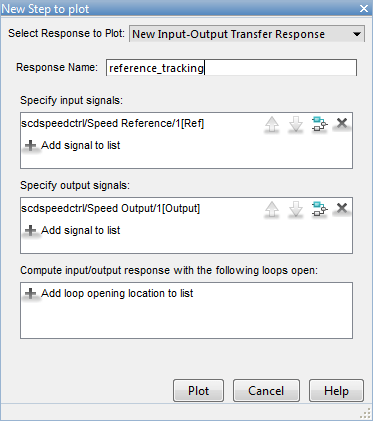 New Step to plot
Select Response to Plot: New Input-Output Transfer Response
Response Name: reference_tracking
Specify input signals:
scdspeedctrl/Speed Reference/1[Ref]
Add signal to list
Specify output signals:
scdspeedctrl/Speed Output/1[Output]
Add signal to list
Compute input/output response with the following loops open:
Add loop opening location to list
Plot Cancel Help